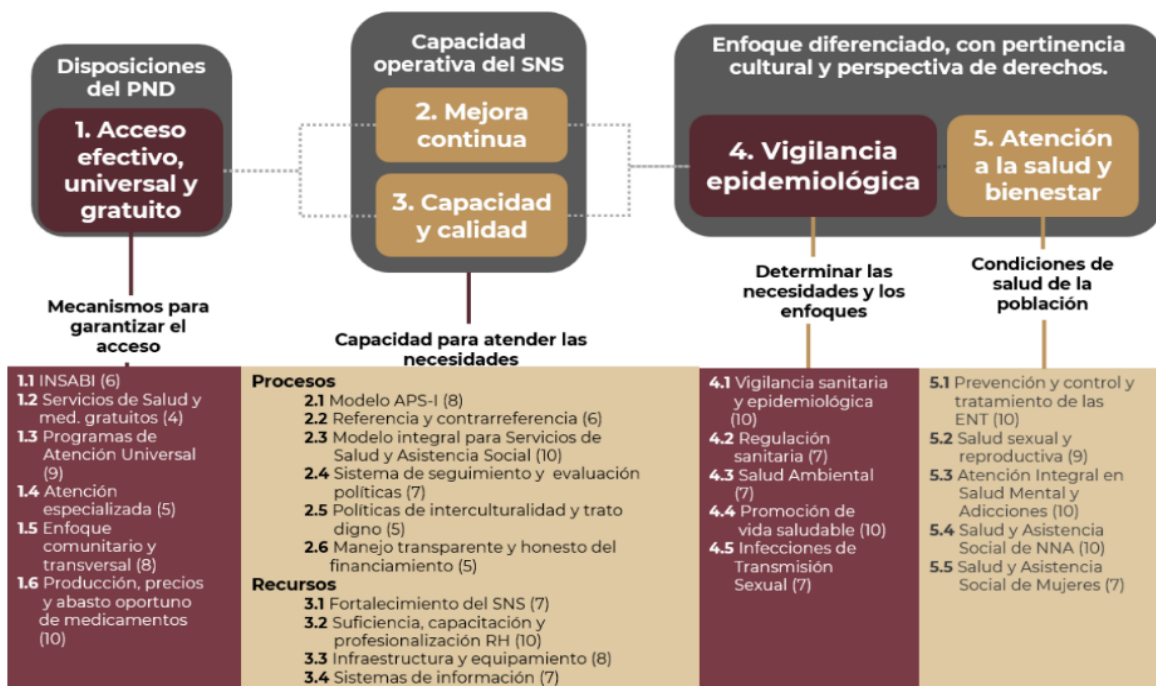 Disposiciones
del PND
1. Acceso
efectivo,
universal y
gratuito
Capacidad
operativa del SNS
2. Mejora
continua
3. Capacidad
y calidad
Enfoque diferenciado, con pertinencia
cultural y perspectiva de derechos.
4. Vigilancia
epidemiológica
5. Atención
a la salud y
bienestar
Mecanismos para
garantizar el
acceso
Capacidad para atender las
necesidades
Determinar las
necesidades y los
enfoques
Condiciones de
salud de la
población
1.1 INSABI (6)
1.2 Servicios de Salud y
med. gratuitos (4)
1.3 Programas de
Atención Universal
(9)
1.4 Atención
especializada (5)
1.5 Enfoque
comunitario y
transversal (8)
1.6 Producción, precios
y abasto oportuno
de medicamentos
(10)
Procesos
2.1 Modelo APS-I (8)
2.2 Referencia y contrarreferencia (6)
2.3 Modelo integral para Servicios de
Salud y Asistencia Social (10)
2.4 Sistema de seguimiento y evaluación
políticas (7)
2.5 Políticas de interculturalidad y trato
digno (5)
2.6 Manejo transparente y honesto del
financiamiento (5)
Recursos
3.1 Fortalecimiento del SNS (7)
3.2 Suficiencia, capacitación y
profesionalización RH (10)
3.3 Infraestructura y equipamiento (8)
3.4 Sistemas de información (7)
4.1 Vigilancia sanitaria
y epidemiológica
(10)
4.2 Regulación
sanitaria (7)
4.3 Salud Ambiental
(7)
4.4 Promoción de
vida saludable (10)
4.5 Infecciones de
Transmisión
Sexual (7)
5.1 Prevención y control y
tratamiento de las
ENT (10)
5.2 Salud sexual y
reproductiva (9)
5.3 Atención Integral en
Salud Mental y
Adicciones (10)
5.4 Salud y Asistencia
Social de NNA (10)
5.5 Salud y Asistencia
Social de Mujeres (7)